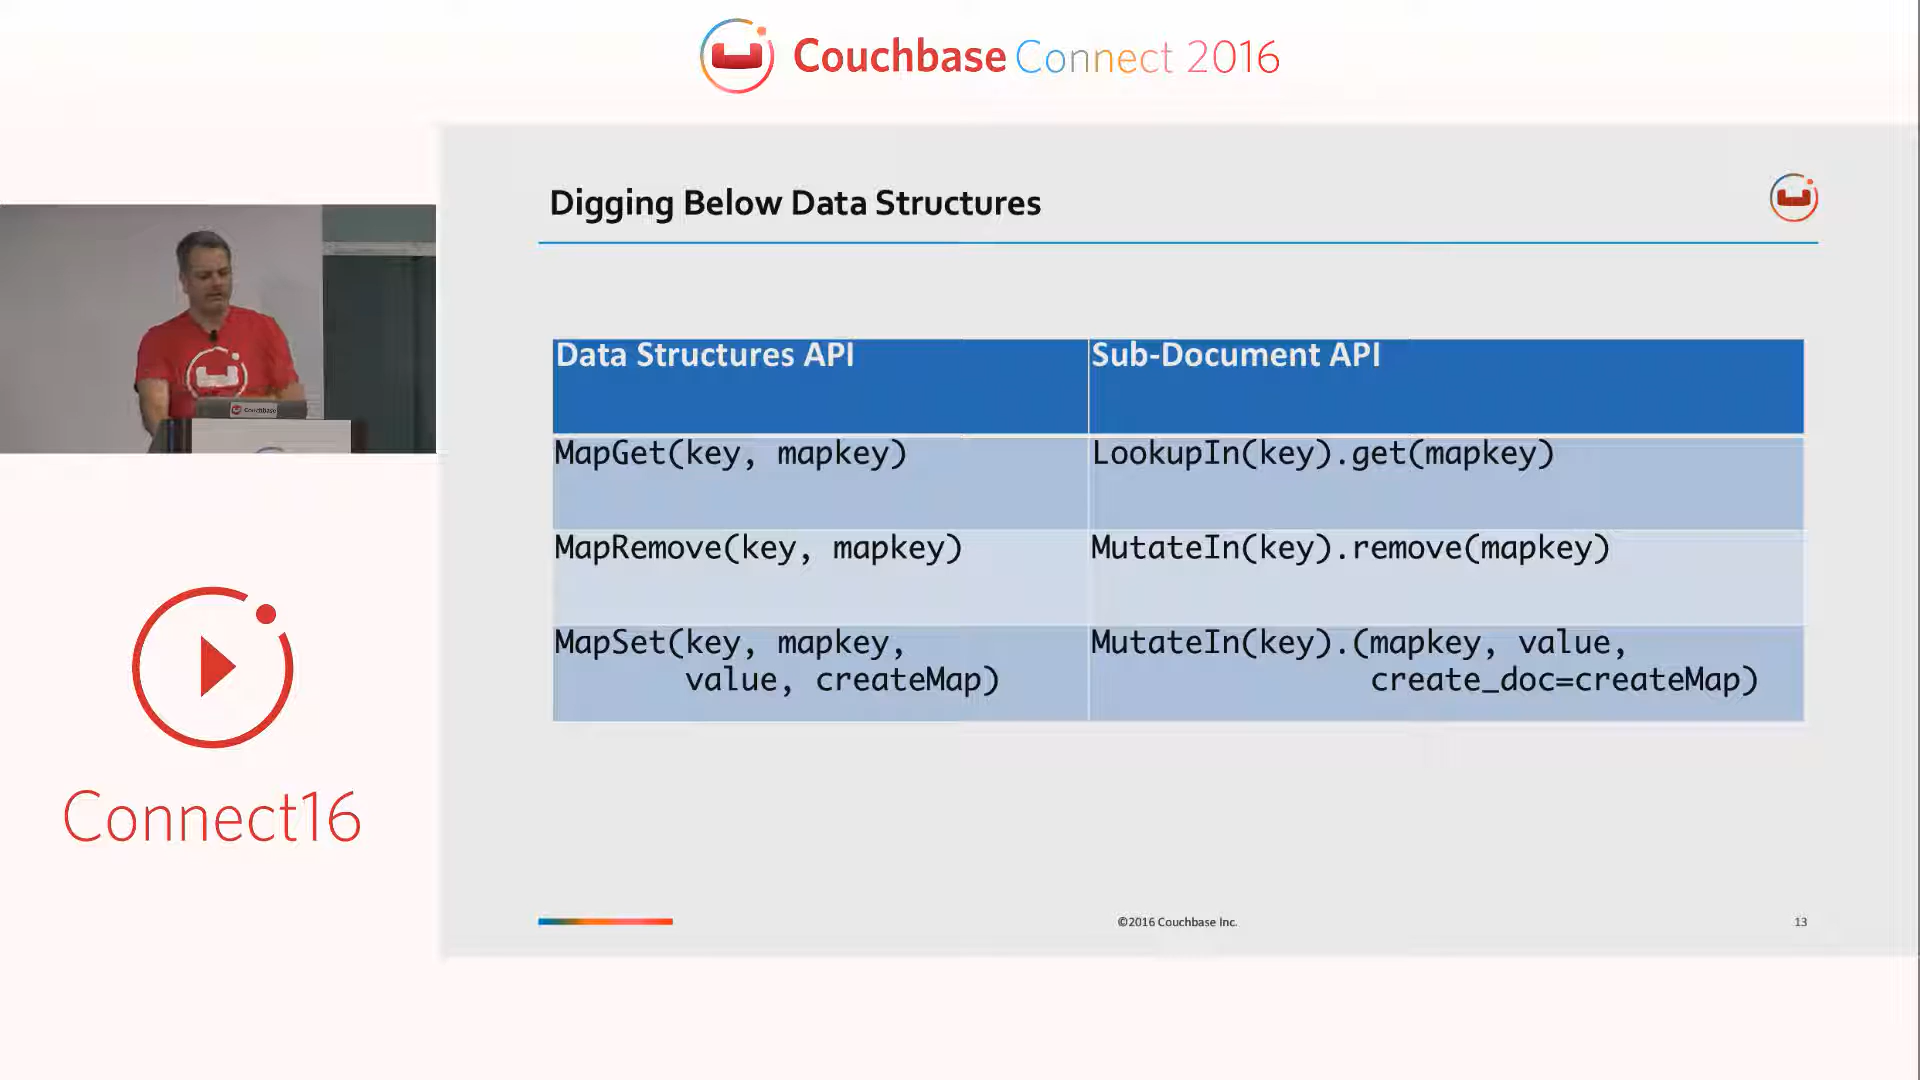 Couchbase Connect 2016
Digging Below Data Structures
Data Structures API
Sub-Document API
MapGet(key, mapkey)
LookupIn(key).get(mapkey)
MapRemove(key, mapkey)
MutateIn(key).remove(mapkey)
MapSet(key, mapkey,
value, createMap)
MutateIn(key).(mapkey, value,
create_doc=createMap)
Couchbase
Connect16
©2016 Couchbase Inc.
13